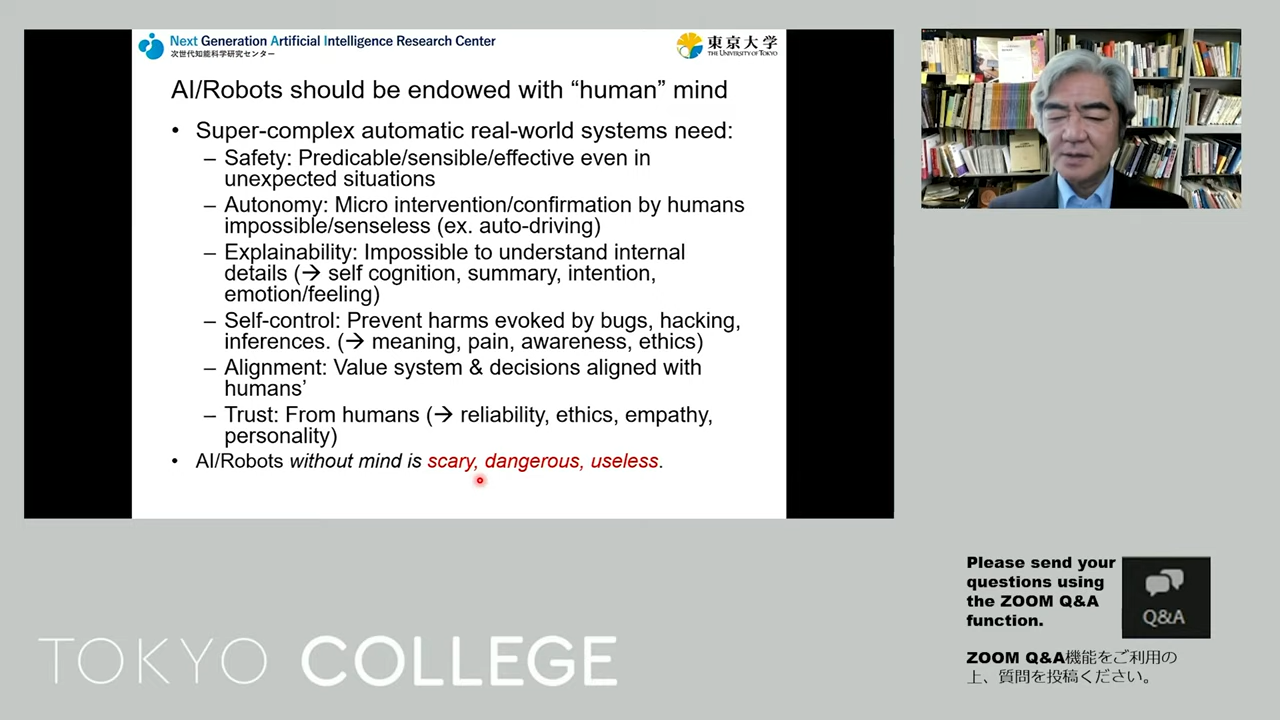 Next Generation Artificial Intelligence Research Center
次世代知能科学研究センター
東京大学
THE UNIVERSITY OF TOKYO
AI/Robots should be endowed with “human” mind
• Super-complex automatic real-world systems need:
– Safety: Predicable/sensible/effective even in
unexpected situations
– Autonomy: Micro intervention/confirmation by humans
impossible/senseless (ex. auto-driving)
– Explainability: Impossible to understand internal
details (→ self cognition, summary, intention,
emotion/feeling)
– Self-control: Prevent harms evoked by bugs, hacking,
inferences. (→ meaning, pain, awareness, ethics)
– Alignment: Value system & decisions aligned with
humans’
– Trust: From humans (→ reliability, ethics, empathy,
personality)
• AI/Robots without mind is scary, dangerous, useless.
Please send your
questions using
the ZOOM Q&A
function.
Q&A
ZOOM Q&A機能をご利用の
上、質問を投稿ください。
TOKYO COLLEGE